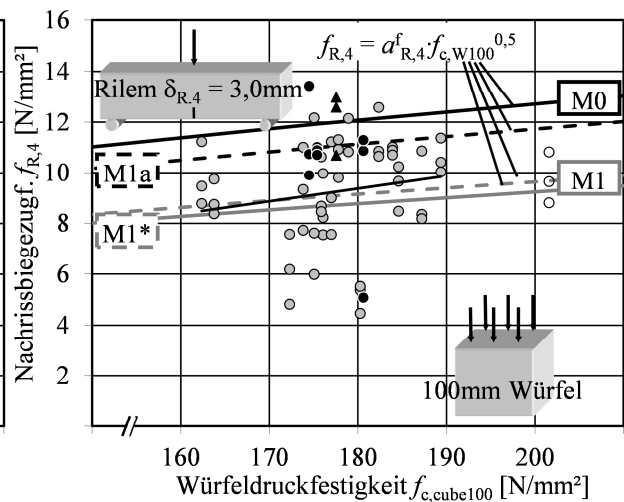 Nachrissbiegezugf. f_R,4 [N/mm²]
16
14
12
10
8
6
4
2
f_R,4 = a^f_R,4·f_c,W100^0,5
Rilem δ_R,4 = 3,0mm
M0
M1a
M1
M1*
100mm Würfel
160 170 180 190 200
Würfeldruckfestigkeit f_c,cube100 [N/mm²]